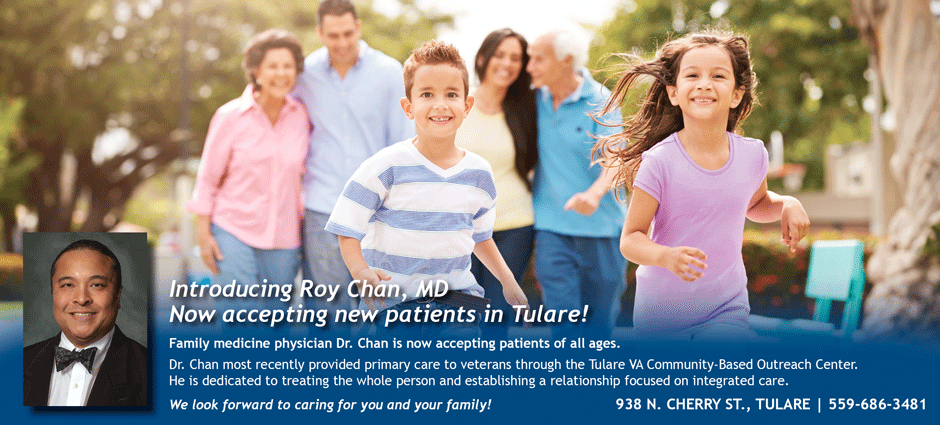 Introducing Roy Chan, MD
Now accepting new patients in Tulare!
Family medicine physician Dr. Chan is now accepting patients of all ages.
Dr. Chan most recently provided primary care to veterans through the Tulare VA Community-Based Outreach Center.
He is dedicated to treating the whole person and establishing a relationship focused on integrated care.
We look forward to caring for you and your family!
938 N. CHERRY ST., TULARE | 559-686-3481